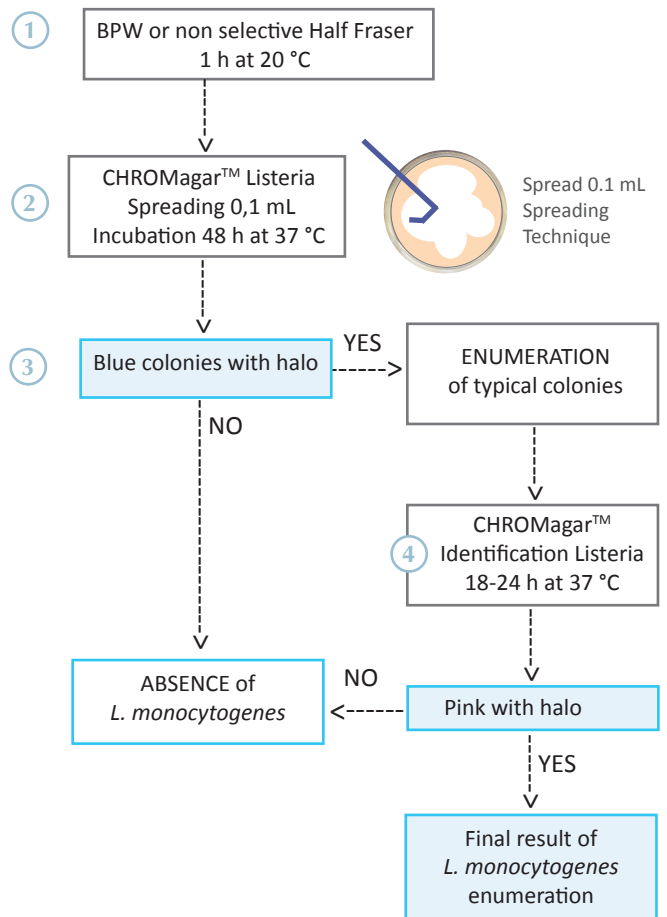 1
BPW or non selective Half Fraser
1 h at 20 °C
2
CHROMagar™ Listeria
Spreading 0,1 mL
Incubation 48 h at 37 °C
Spread 0.1 mL
Spreading
Technique
3
Blue colonies with halo
YES
ENUMERATION
of typical colonies
NO
4
CHROMagar™
Identification Listeria
18-24 h at 37 °C
ABSENCE of
L. monocytogenes
NO
Pink with halo
YES
Final result of
L. monocytogenes
enumeration